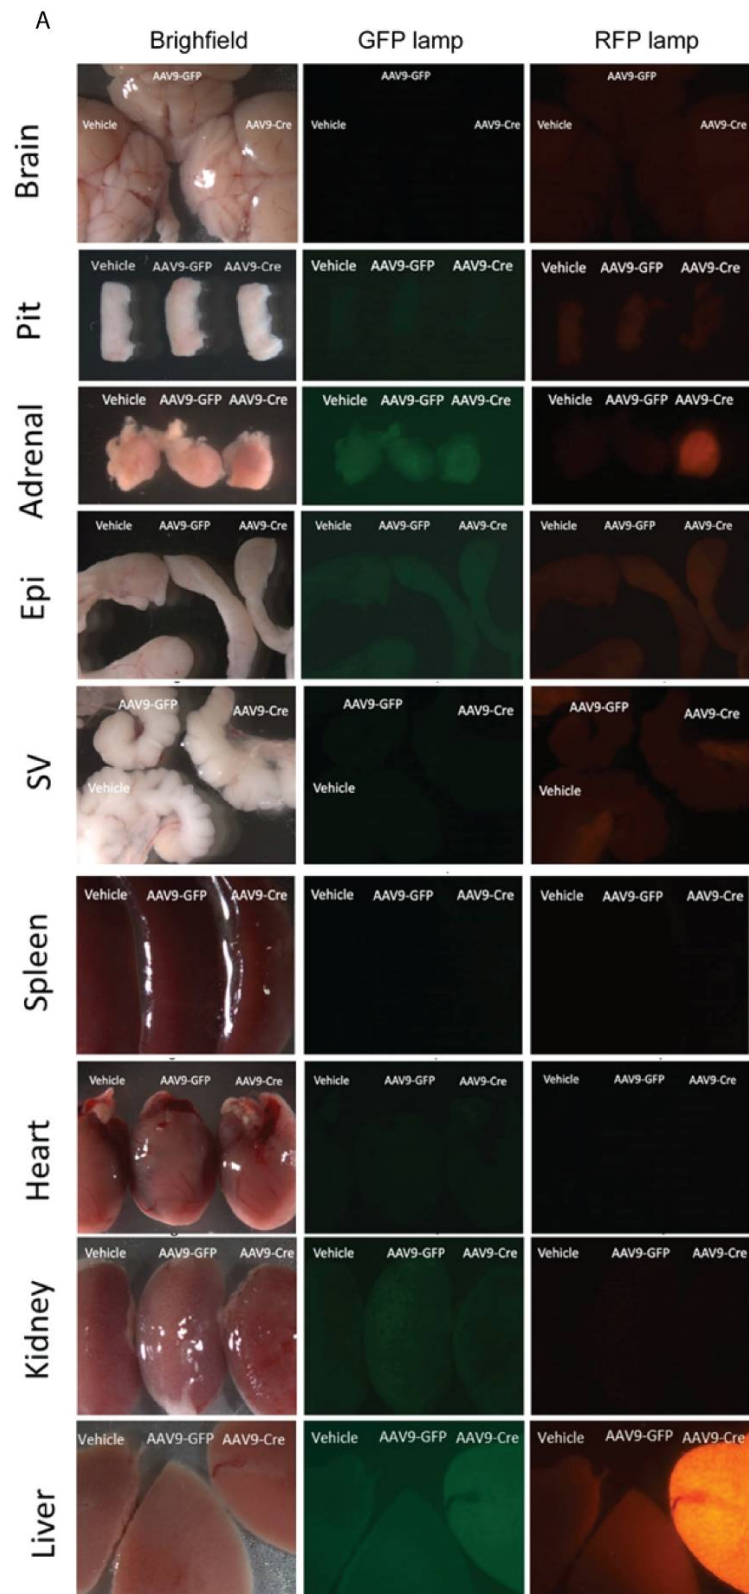 A
Brighfield GFP lamp RFP lamp
Brain
AAV9-GFP
Vehicle AAV9-Cre
AAV9-GFP
Vehicle AAV9-Cre
AAV9-GFP
Vehicle AAV9-Cre
Pit
Vehicle AAV9-GFP AAV9-Cre
Vehicle AAV9-GFP AAV9-Cre
Vehicle AAV9-GFP AAV9-Cre
Adrenal
Vehicle AAV9-GFP AAV9-Cre
Vehicle AAV9-GFP AAV9-Cre
Vehicle AAV9-GFP AAV9-Cre
Epi
Vehicle AAV9-GFP AAV9-Cre
Vehicle AAV9-GFP AAV9-Cre
Vehicle AAV9-GFP AAV9-Cre
SV
AAV9-GFP AAV9-Cre
Vehicle
AAV9-GFP AAV9-Cre
Vehicle
AAV9-GFP AAV9-Cre
Vehicle
Spleen
Vehicle AAV9-GFP AAV9-Cre
Vehicle AAV9-GFP AAV9-Cre
Vehicle AAV9-GFP AAV9-Cre
Heart
Vehicle AAV9-GFP AAV9-Cre
Vehicle AAV9-GFP AAV9-Cre
Vehicle AAV9-GFP AAV9-Cre
Kidney
Vehicle AAV9-GFP AAV9-Cre
Vehicle AAV9-GFP AAV9-Cre
Vehicle AAV9-GFP AAV9-Cre
Liver
Vehicle AAV9-GFP AAV9-Cre
Vehicle AAV9-GFP AAV9-Cre
Vehicle AAV9-GFP AAV9-Cre